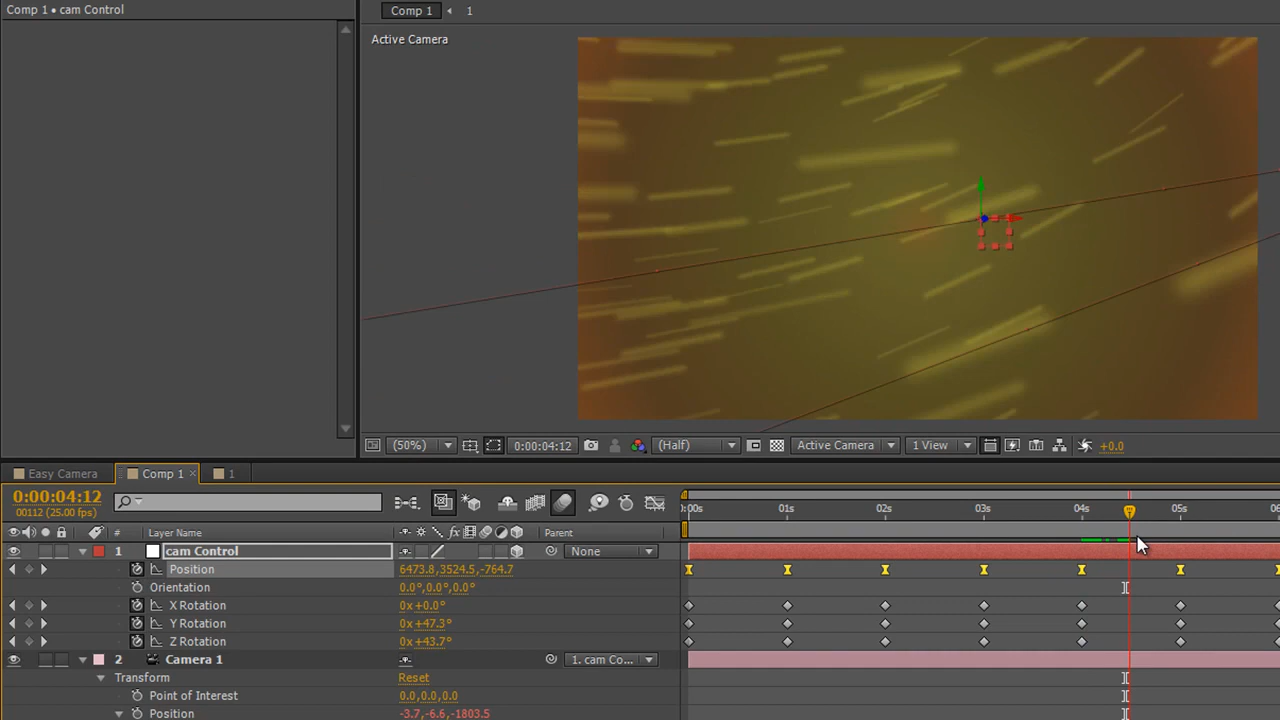 Comp 1 • cam Control
Comp 1 1
Active Camera
(50%) 0:00:04:12 (Half) Active Camera 1 View +0.0
Easy Camera Comp 1 × 1
0:00:04:12
00112 (25.00 fps)
0:00s 01s 02s 03s 04s 05s 06
# Layer Name fx Parent
1 cam Control None
Position 6473.8,3524.5,-764.7
Orientation 0.0°,0.0°,0.0°
X Rotation 0x+0.0°
Y Rotation 0x+47.3°
Z Rotation 0x+43.7°
2 Camera 1 1. cam Co...
Transform Reset
Point of Interest 0.0,0.0,0.0
Position -3.7,-6.6,-1803.5